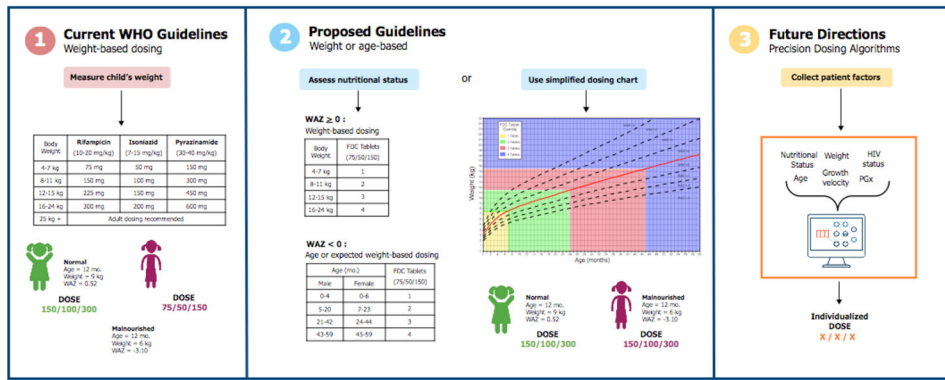 1 Current WHO Guidelines
Weight-based dosing
Measure child's weight
Body Weight Rifampicin (10-20 mg/kg) Isoniazid (7-15 mg/kg) Pyrazinamide (30-40 mg/kg)
4-7 kg 75 mg 50 mg 150 mg
8-11 kg 150 mg 100 mg 300 mg
12-15 kg 225 mg 150 mg 450 mg
16-24 kg 300 mg 200 mg 600 mg
25 kg + Adult dosing recommended
Normal
Age = 12 mo.
Weight = 9 kg
WAZ = 0.52
DOSE
150/100/300
DOSE
75/50/150
Malnourished
Age = 12 mo.
Weight = 6 kg
WAZ = -3.10
2 Proposed Guidelines
Weight or age-based
Assess nutritional status
or
Use simplified dosing chart
WAZ ≥ 0 :
Weight-based dosing
Body Weight FDC Tablets (75/50/150)
4-7 kg 1
8-11 kg 2
12-15 kg 3
16-24 kg 4
WAZ < 0 :
Age or expected weight-based dosing
Age (mo.) FDC Tablets (75/50/150)
Male Female
0-4 0-6 1
5-20 7-23 2
21-42 24-44 3
43-59 45-59 4
FDC Tablet
Quantity
Weight (kg)
Age (months)
Normal
Age = 12 mo.
Weight = 9 kg
WAZ = 0.52
DOSE
150/100/300
Malnourished
Age = 12 mo.
Weight = 6 kg
WAZ = -3.10
DOSE
150/100/300
3 Future Directions
Precision Dosing Algorithms
Collect patient factors
Nutritional Status
Weight
HIV status
Age
Growth velocity
PGx
Individualized
DOSE
X / X / X